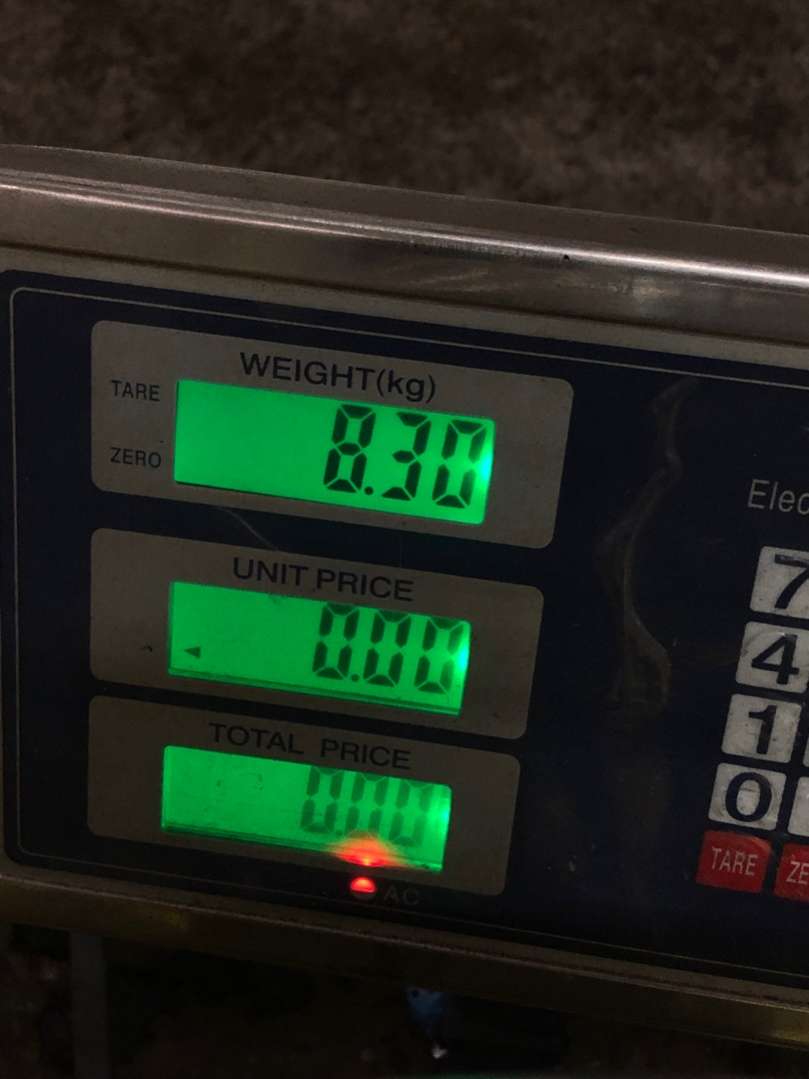 WEIGHT(kg)
TARE
8.30
ZERO
UNIT PRICE
0.00
TOTAL PRICE
0.00
AC
7
4
1
0
TARE